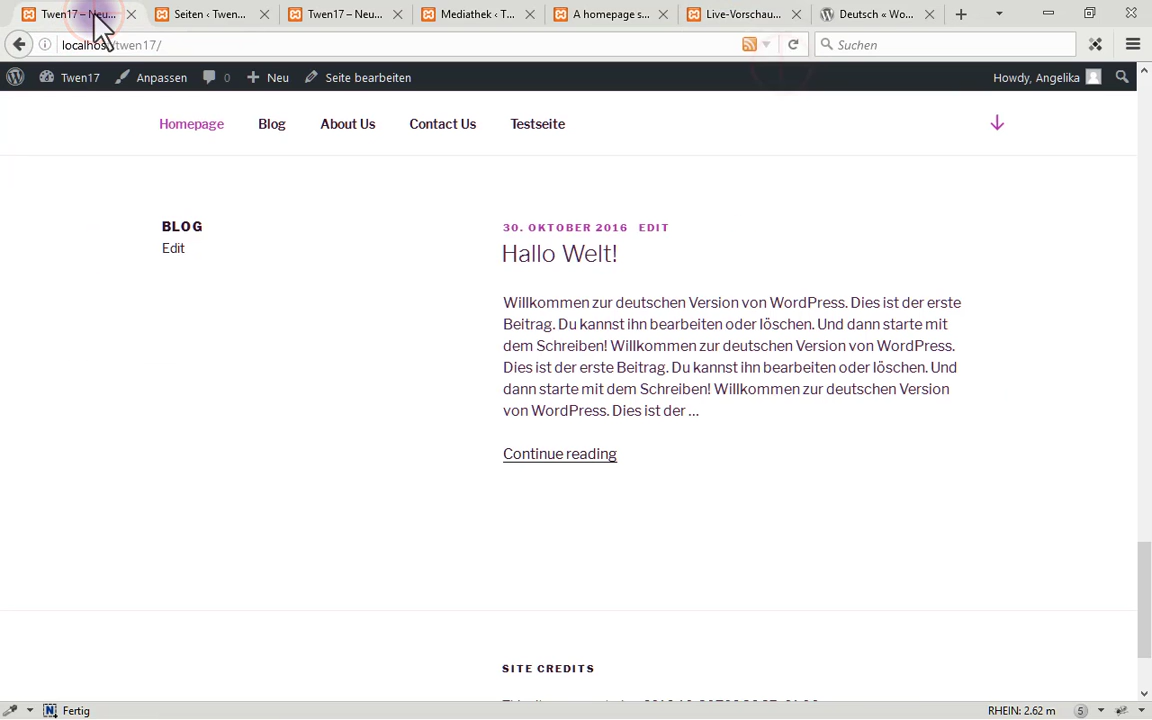 Twen17 – Neu...
Seiten ‹ Twen...
Twen17 – Neu...
Mediathek ‹ T...
A homepage s...
Live-Vorschau...
Deutsch « Wo...
localhos /twen17/
Suchen
Twen17
Anpassen
0
Neu
Seite bearbeiten
Howdy, Angelika
Homepage
Blog
About Us
Contact Us
Testseite
BLOG
Edit
30. OKTOBER 2016 EDIT
Hallo Welt!
Willkommen zur deutschen Version von WordPress. Dies ist der erste
Beitrag. Du kannst ihn bearbeiten oder löschen. Und dann starte mit
dem Schreiben! Willkommen zur deutschen Version von WordPress.
Dies ist der erste Beitrag. Du kannst ihn bearbeiten oder löschen. Und
dann starte mit dem Schreiben! Willkommen zur deutschen Version
von WordPress. Dies ist der …
Continue reading
SITE CREDITS
Fertig
RHEIN: 2.62 m
5